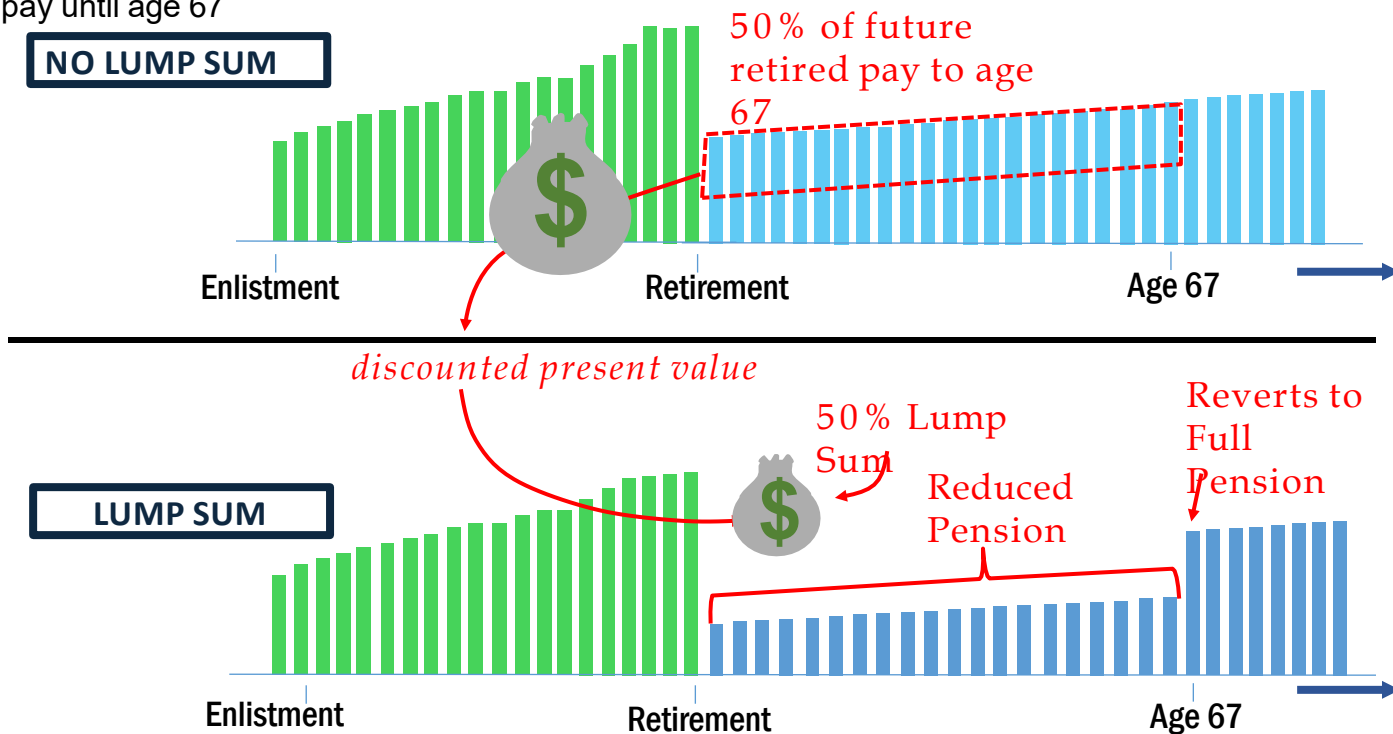 pay until age 67
NO LUMP SUM
50% of future
retired pay to age
67
$
Enlistment
Retirement
Age 67
discounted present value
50% Lump
Sum
$
Reverts to
Full
Pension
Reduced
Pension
LUMP SUM
Enlistment
Retirement
Age 67